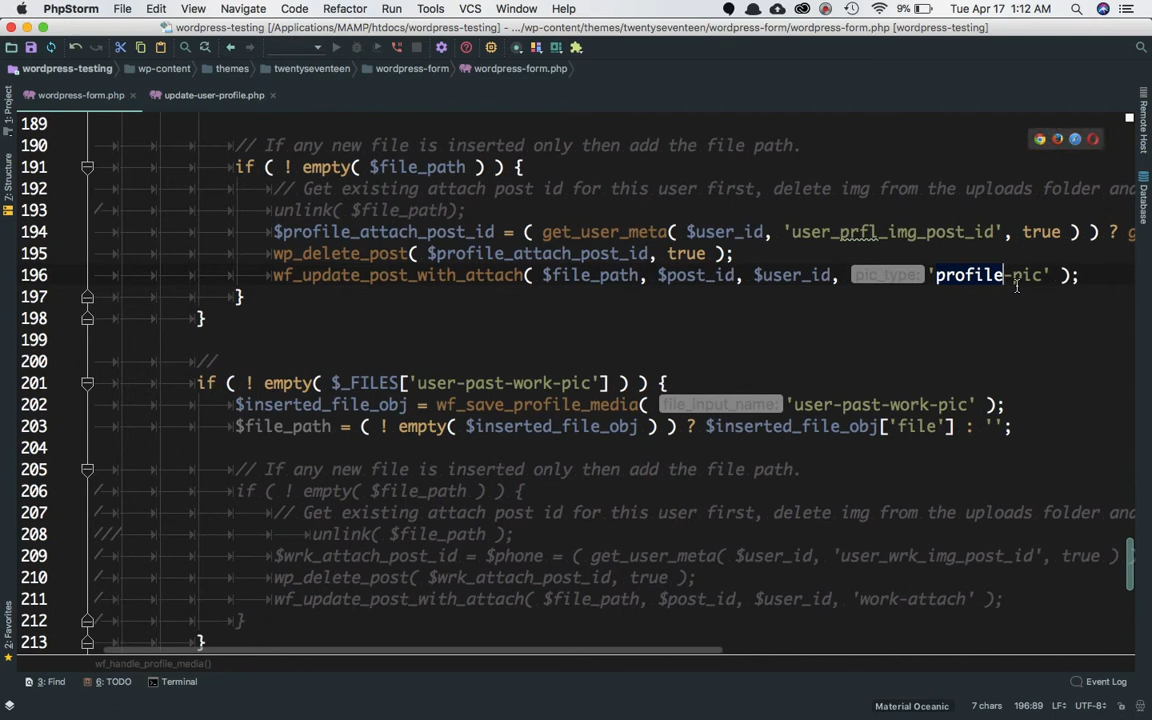 PhpStorm File Edit View Navigate Code Refactor Run Tools VCS Window Help 9% Tue Apr 17 1:12 AM
wordpress-testing [/Applications/MAMP/htdocs/wordpress-testing] - .../wp-content/themes/twentyseventeen/wordpress-form/wordpress-form.php [wordpress-testing]
wordpress-testing wp-content themes twentyseventeen wordpress-form wordpress-form.php
wordpress-form.php × update-user-profile.php ×
1: Project
Z: Structure
2: Favorites
Remote Host
Database
189
190 // If any new file is inserted only then add the file path.
191 if ( ! empty( $file_path ) ) {
192 // Get existing attach post id for this user first, delete img from the uploads folder and
193 / unlink( $file_path);
194 $profile_attach_post_id = ( get_user_meta( $user_id, 'user_prfl_img_post_id', true ) ) ? g
195 wp_delete_post( $profile_attach_post_id, true );
196 wf_update_post_with_attach( $file_path, $post_id, $user_id, pic_type: 'profile-pic' );
197 }
198 }
199
200 //
201 if ( ! empty( $_FILES['user-past-work-pic'] ) ) {
202 $inserted_file_obj = wf_save_profile_media( file_input_name: 'user-past-work-pic' );
203 $file_path = ( ! empty( $inserted_file_obj ) ) ? $inserted_file_obj['file'] : '';
204
205 // If any new file is inserted only then add the file path.
206 / if ( ! empty( $file_path ) ) {
207 / // Get existing attach post id for this user first, delete img from the uploads folder and
208 /// unlink( $file_path );
209 / $wrk_attach_post_id = $phone = ( get_user_meta( $user_id, 'user_wrk_img_post_id', true ) )
210 / wp_delete_post( $wrk_attach_post_id, true );
211 / wf_update_post_with_attach( $file_path, $post_id, $user_id, 'work-attach' );
212 / }
213 }
wf_handle_profile_media()
3: Find 6: TODO Terminal Event Log
Material Oceanic 7 chars 196:89 LF÷ UTF-8÷